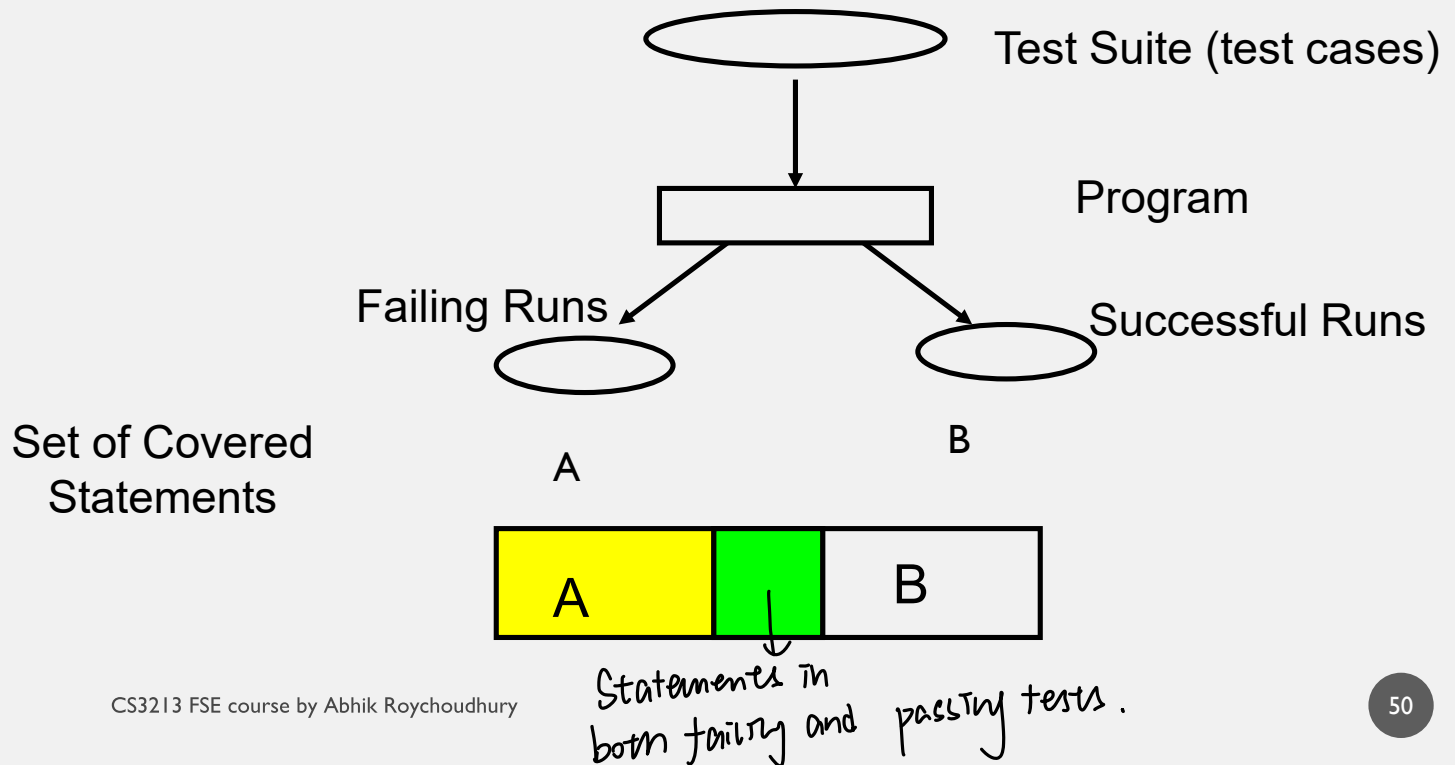 Test Suite (test cases)
Program
Failing Runs
Successful Runs
Set of Covered
Statements
A
B
A
B
Statements in
both failing and passing tests.
CS3213 FSE course by Abhik Roychoudhury
50